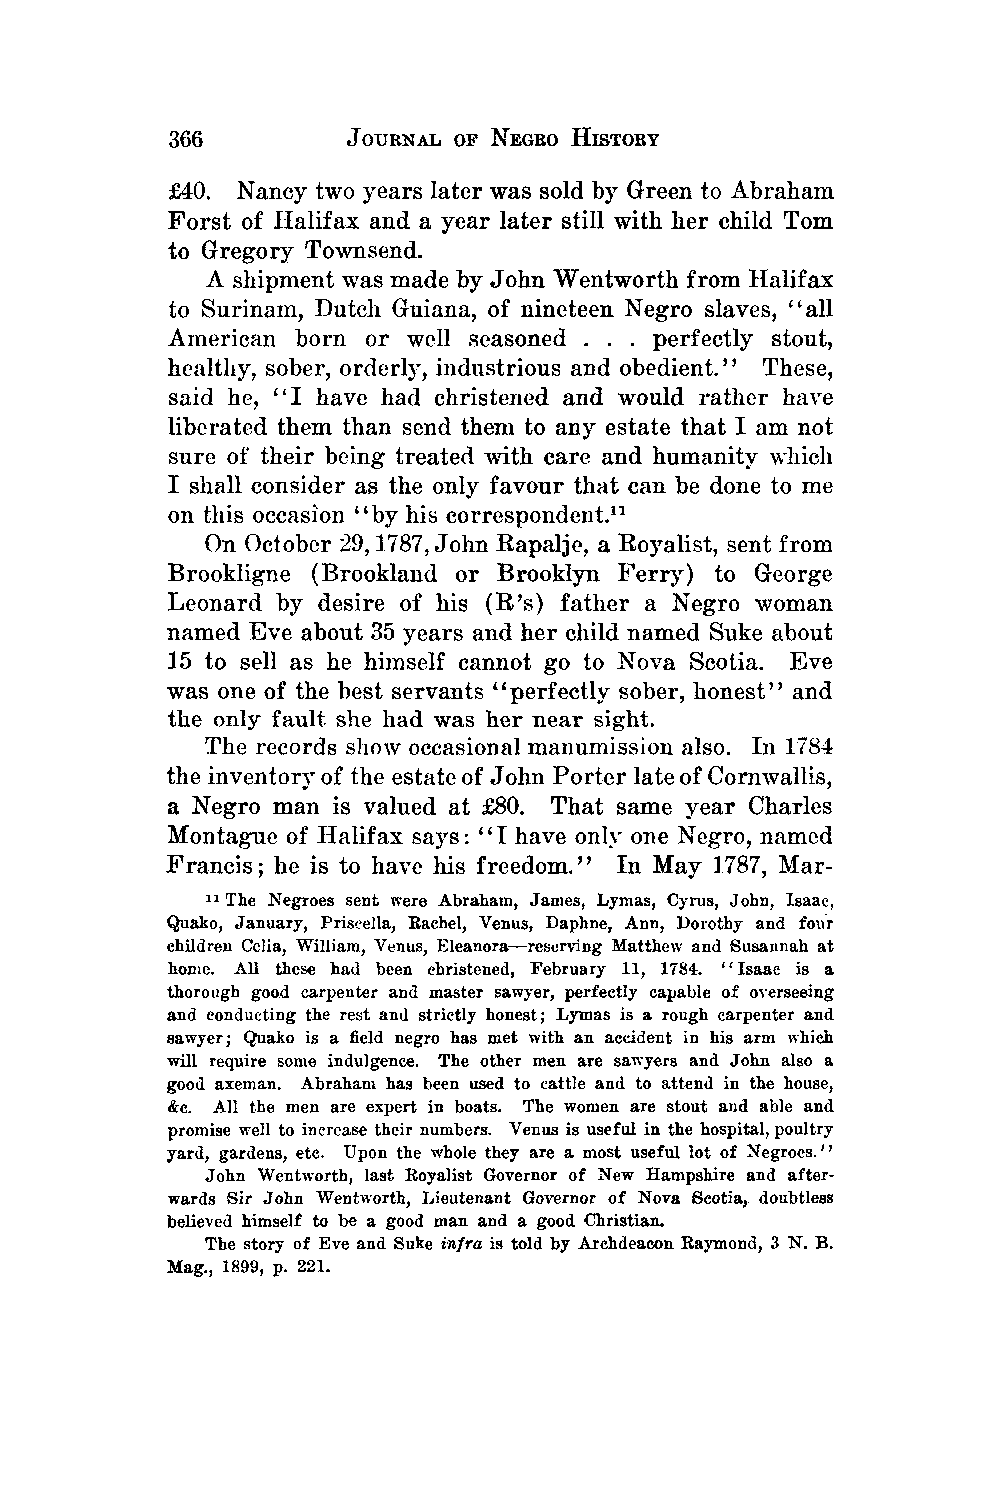 366 JOURNAL OF NEGRO HISTORY
£40. Nancy two years later was sold by Green to Abraham
Forst of Halifax and a year later still with her child Tom
to Gregory Townsend.
A shipment was made by John Wentworth from Halifax
to Surinam, Dutch Guiana, of nineteen Negro slaves, ‘‘all
American born or well seasoned . . . perfectly stout,
healthy, sober, orderly, industrious and obedient.’’ These,
said he, ‘‘I have had christened and would rather have
liberated them than send them to any estate that I am not
sure of their being treated with care and humanity which
I shall consider as the only favour that can be done to me
on this occasion ‘‘by his correspondent.¹¹
On October 29, 1787, John Rapalje, a Royalist, sent from
Brookligne (Brookland or Brooklyn Ferry) to George
Leonard by desire of his (R’s) father a Negro woman
named Eve about 35 years and her child named Suke about
15 to sell as he himself cannot go to Nova Scotia. Eve
was one of the best servants ‘‘perfectly sober, honest’’ and
the only fault she had was her near sight.
The records show occasional manumission also. In 1784
the inventory of the estate of John Porter late of Cornwallis,
a Negro man is valued at £80. That same year Charles
Montague of Halifax says: ‘‘I have only one Negro, named
Francis; he is to have his freedom.’’ In May 1787, Mar-
¹¹ The Negroes sent were Abraham, James, Lymas, Cyrus, John, Isaac,
Quako, January, Priscella, Rachel, Venus, Daphne, Ann, Dorothy and four
children Celia, William, Venus, Eleanora—reserving Matthew and Susannah at
home. All these had been christened, February 11, 1784. ‘‘Isaac is a
thorough good carpenter and master sawyer, perfectly capable of overseeing
and conducting the rest and strictly honest; Lymas is a rough carpenter and
sawyer; Quako is a field negro has met with an accident in his arm which
will require some indulgence. The other men are sawyers and John also a
good axeman. Abraham has been used to cattle and to attend in the house,
&c. All the men are expert in boats. The women are stout and able and
promise well to increase their numbers. Venus is useful in the hospital, poultry
yard, gardens, etc. Upon the whole they are a most useful lot of Negroes.’’
John Wentworth, last Royalist Governor of New Hampshire and after-
wards Sir John Wentworth, Lieutenant Governor of Nova Scotia, doubtless
believed himself to be a good man and a good Christian.
The story of Eve and Suke infra is told by Archdeacon Raymond, 3 N. B.
Mag., 1899, p. 221.